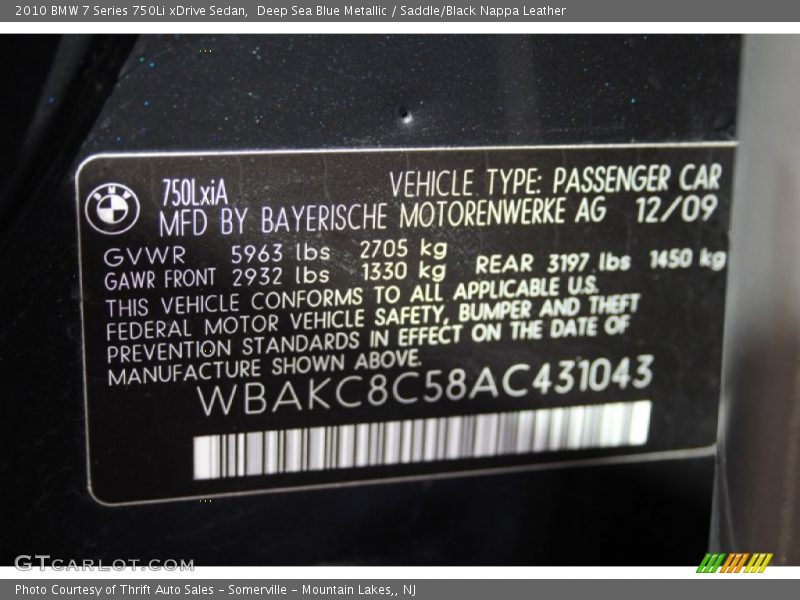 2010 BMW 7 Series 750Li xDrive Sedan, Deep Sea Blue Metallic / Saddle/Black Nappa Leather
750LxiA VEHICLE TYPE: PASSENGER CAR
MFD BY BAYERISCHE MOTORENWERKE AG 12/09
GVWR 5963 lbs 2705 kg
GAWR FRONT 2932 lbs 1330 kg REAR 3197 lbs 1450 kg
THIS VEHICLE CONFORMS TO ALL APPLICABLE U.S.
FEDERAL MOTOR VEHICLE SAFETY, BUMPER AND THEFT
PREVENTION STANDARDS IN EFFECT ON THE DATE OF
MANUFACTURE SHOWN ABOVE.
WBAKC8C58AC431043
GTCARLOT.COM
Photo Courtesy of Thrift Auto Sales – Somerville – Mountain Lakes,, NJ